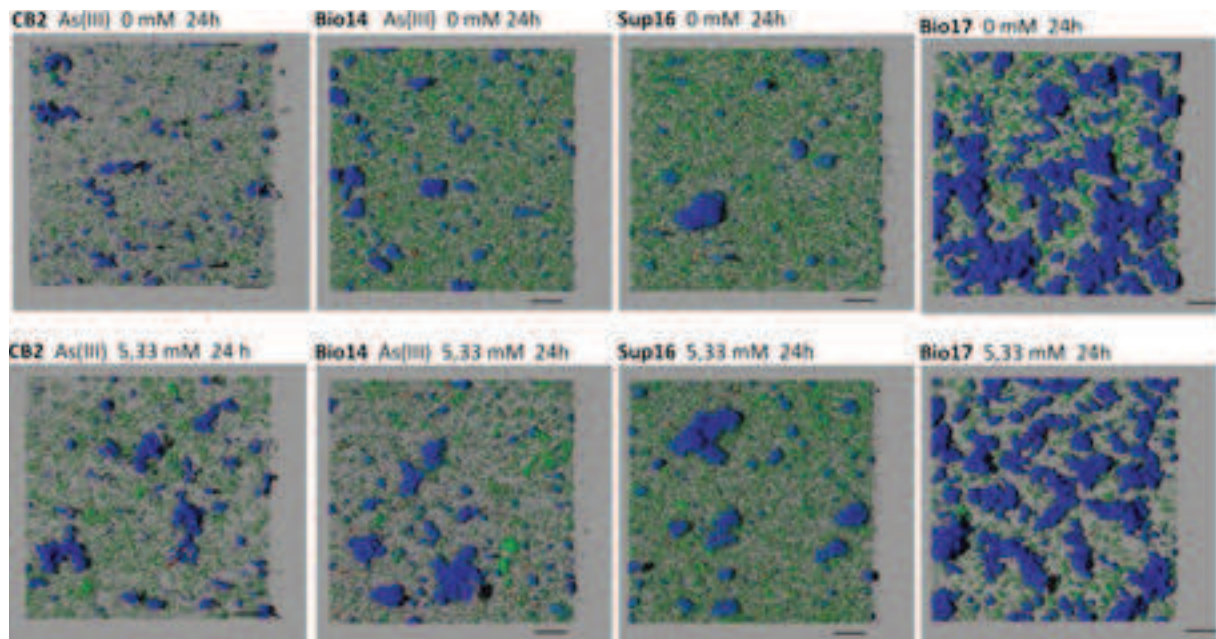 CB2 As(III) 0 mM 24h
Bio14 As(III) 0 mM 24h
Sup16 0 mM 24h
Bio17 0 mM 24h
CB2 As(III) 5,33 mM 24 h
Bio14 As(III) 5,33 mM 24h
Sup16 5,33 mM 24h
Bio17 5,33 mM 24h